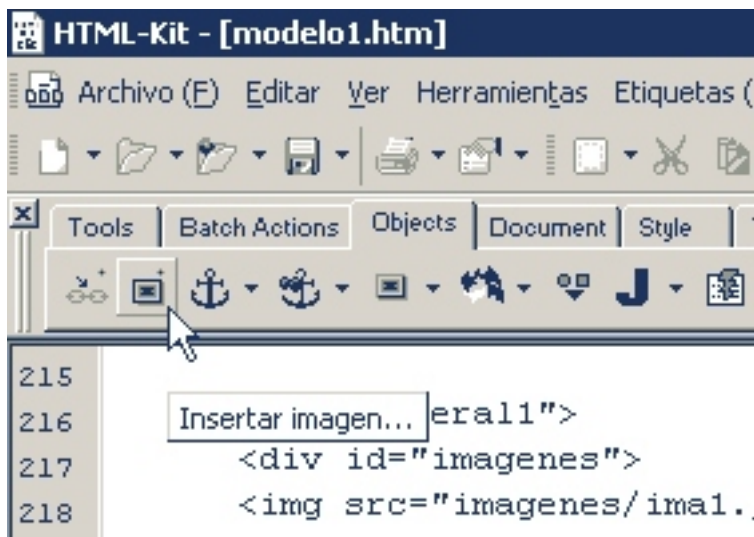 HTML-Kit - [modelo1.htm]
Archivo (F) Editar Ver Herramientas Etiquetas (
Tools Batch Actions Objects Document Style
215
216 Insertar imagen... eral1">
217 <div id="imagenes">
218 <img src="imagenes/ima1.